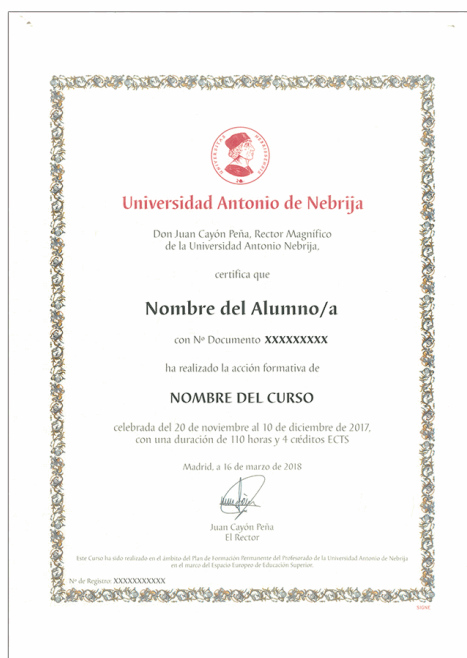 Universidad Antonio de Nebrija
Don Juan Cayón Peña, Rector Magnífico
de la Universidad Antonio Nebrija,
certifica que
Nombre del Alumno/a
con Nº Documento XXXXXXXXX
ha realizado la acción formativa de
NOMBRE DEL CURSO
celebrada del 20 de noviembre al 10 de diciembre de 2017,
con una duración de 110 horas y 4 créditos ECTS
Madrid, a 16 de marzo de 2018
Juan Cayón Peña
El Rector
Este Curso ha sido realizado en el ámbito del Plan de Formación Permanente del Profesorado de la Universidad Antonio de Nebrija
en el marco del Espacio Europeo de Educación Superior.
Nº de Registro: XXXXXXXXXXX